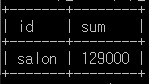 +-------+--------+
| id    | sum    |
+-------+--------+
| salon | 129000 |
+-------+--------+